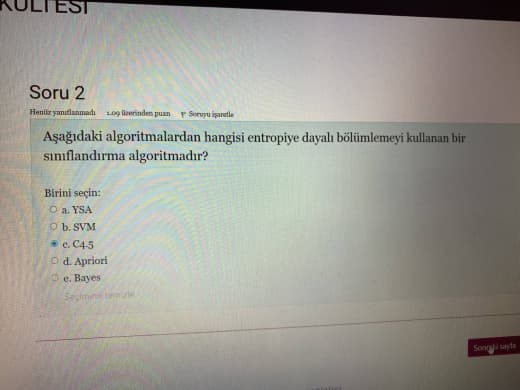 KÜLTESİ
Soru 2
Henüz yanıtlanmadı 1,09 üzerinden puan Soruyu işaretle
Aşağıdaki algoritmalardan hangisi entropiye dayalı bölümlemeyi kullanan bir
sınıflandırma algoritmadır?
Birini seçin:
a. YSA
b. SVM
c. C4.5
d. Apriori
e. Bayes
Seçimimi temizle
Sonraki sayfa